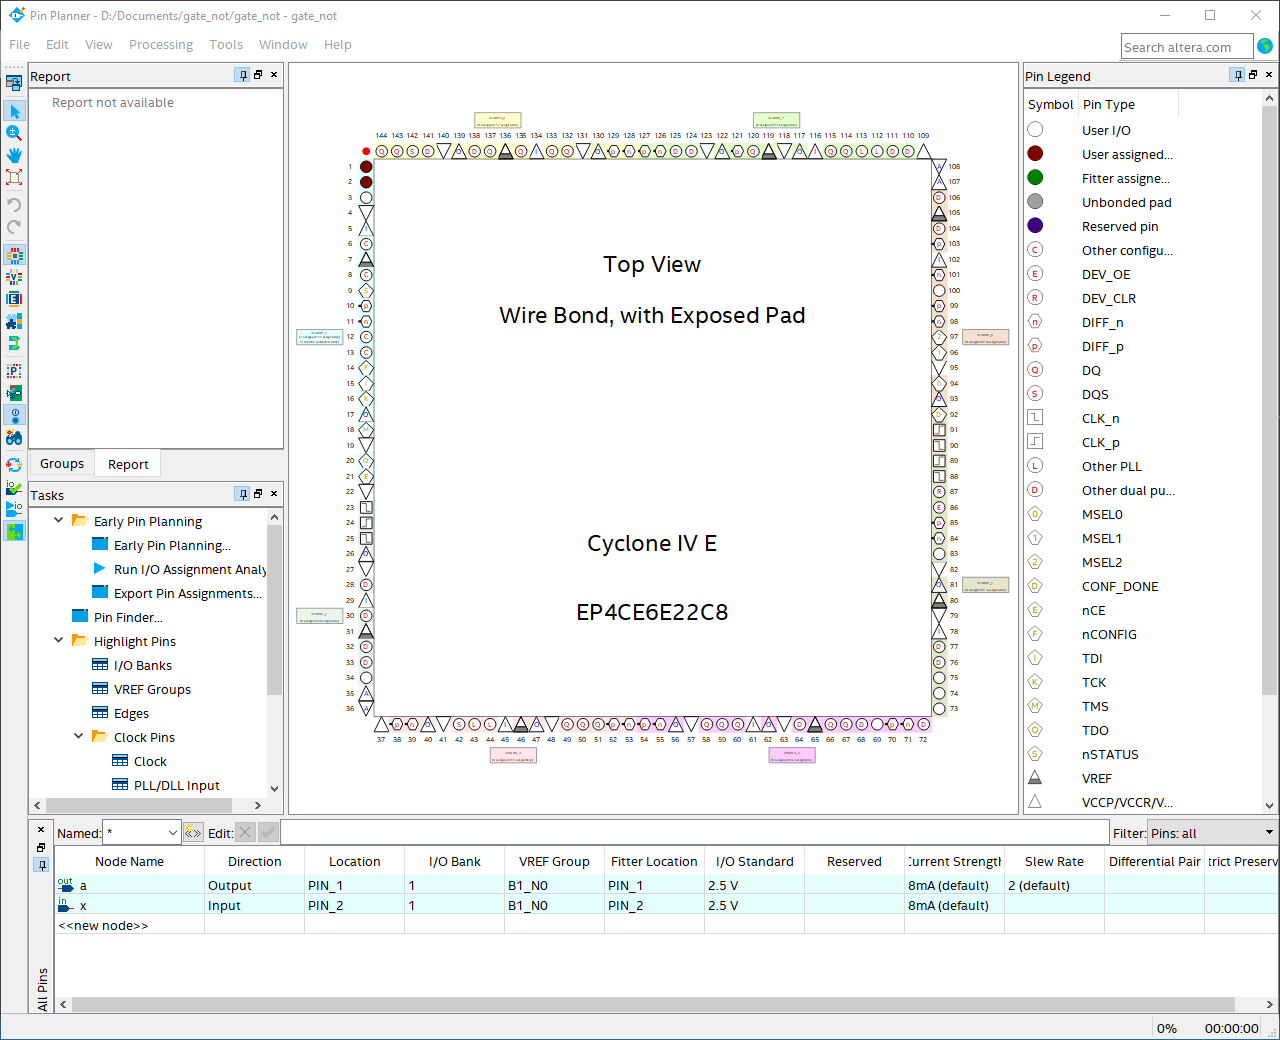 Pin Planner - D:/Documents/gate_not/gate_not - gate_not
File Edit View Processing Tools Window Help
Search altera.com
Report
Report not available
Groups Report
Tasks
Early Pin Planning
Early Pin Planning...
Run I/O Assignment Analy
Export Pin Assignments...
Pin Finder...
Highlight Pins
I/O Banks
VREF Groups
Edges
Clock Pins
Clock
PLL/DLL Input
144 143 142 141 140 139 138 137 136 135 134 133 132 131 130 129 128 127 126 125 124 123 122 121 120 119 118 117 116 115 114 113 112 111 110 109
1
2
3
4
5
6
7
8
9
10
11
12
13
14
15
16
17
18
19
20
21
22
23
24
25
26
27
28
29
30
31
32
33
34
35
36
Top View
Wire Bond, with Exposed Pad
Cyclone IV E
EP4CE6E22C8
108
107
106
105
104
103
102
101
100
99
98
97
96
95
94
93
92
91
90
89
88
87
86
85
84
83
82
81
80
79
78
77
76
75
74
73
37 38 39 40 41 42 43 44 45 46 47 48 49 50 51 52 53 54 55 56 57 58 59 60 61 62 63 64 65 66 67 68 69 70 71 72
Pin Legend
Symbol Pin Type
User I/O
User assigned...
Fitter assigne...
Unbonded pad
Reserved pin
C Other configu...
E DEV_OE
R DEV_CLR
n DIFF_n
p DIFF_p
Q DQ
S DQS
CLK_n
CLK_p
L Other PLL
D Other dual pu...
0 MSEL0
1 MSEL1
2 MSEL2
D CONF_DONE
E nCE
F nCONFIG
I TDI
K TCK
M TMS
O TDO
S nSTATUS
VREF
VCCP/VCCR/V...
Named: * Edit: Filter: Pins: all
Node Name Direction Location I/O Bank VREF Group Fitter Location I/O Standard Reserved Current Strength Slew Rate Differential Pair trict Preserv
out a Output PIN_1 1 B1_N0 PIN_1 2.5 V 8mA (default) 2 (default)
in x Input PIN_2 1 B1_N0 PIN_2 2.5 V 8mA (default)
<<new node>>
All Pins
0% 00:00:00